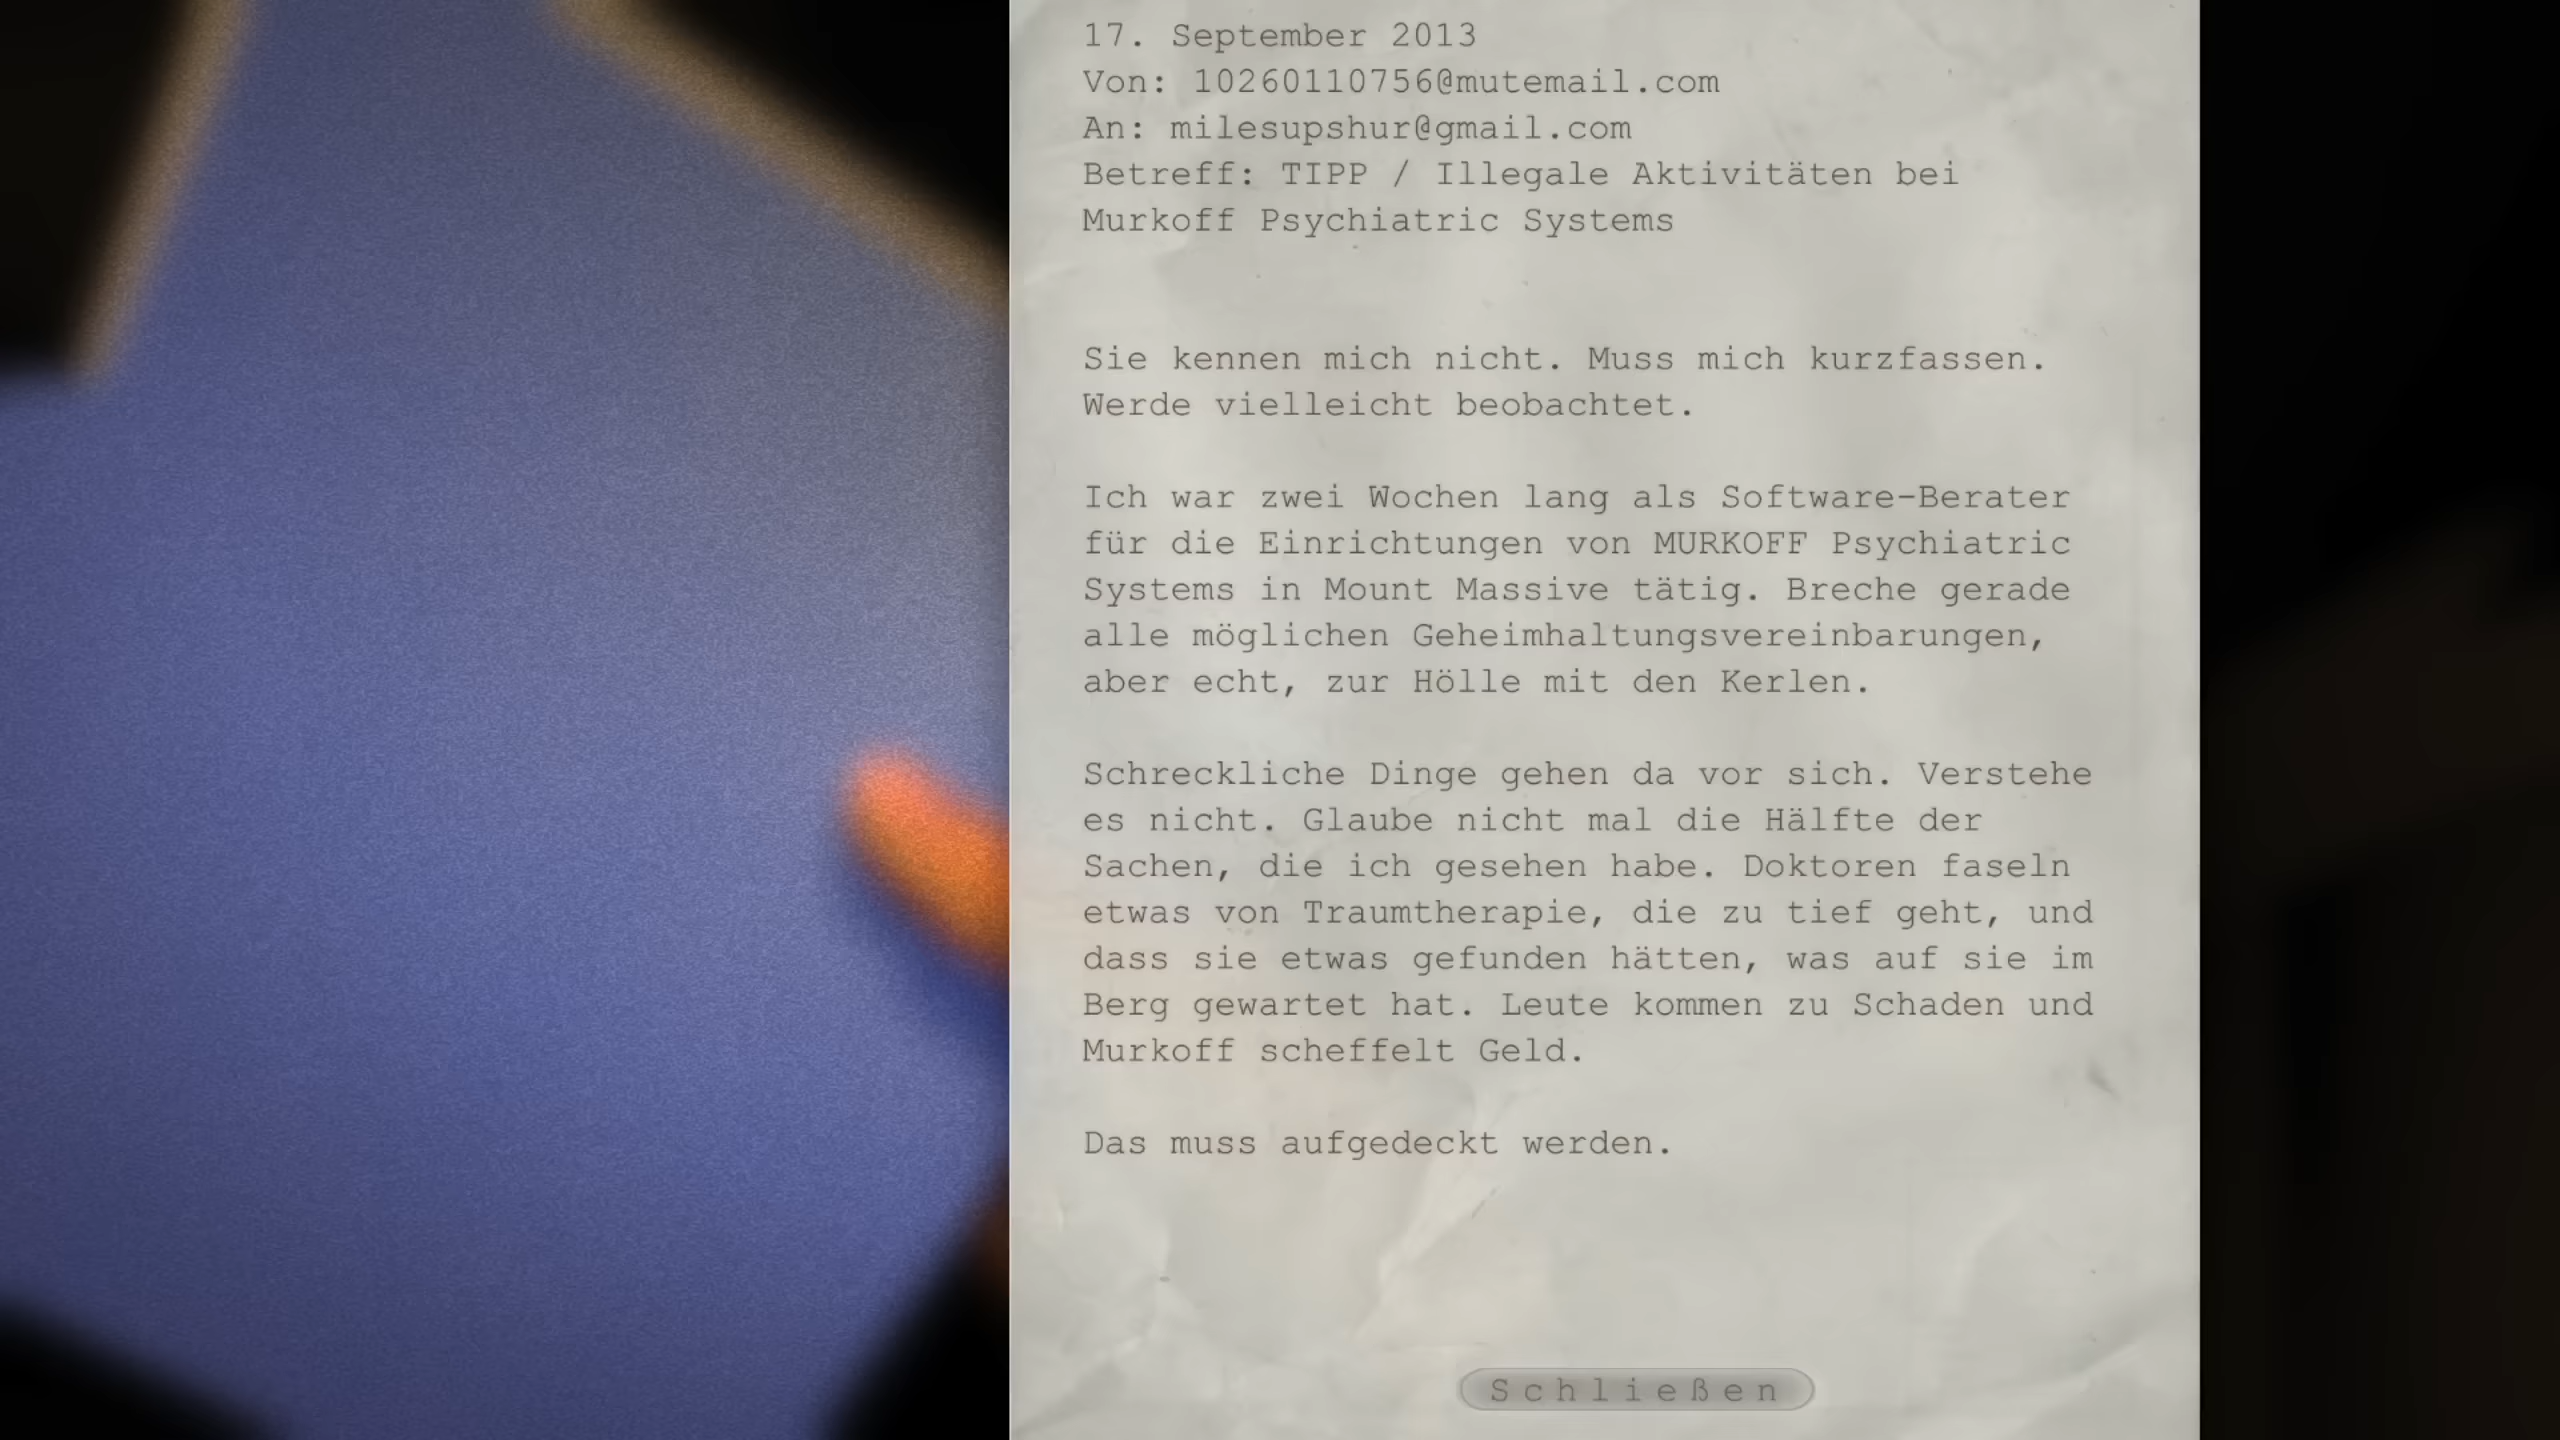 17. September 2013
Von: 10260110756@mutemail.com
An: milesupshur@gmail.com
Betreff: TIPP / Illegale Aktivitäten bei
Murkoff Psychiatric Systems
Sie kennen mich nicht. Muss mich kurzfassen.
Werde vielleicht beobachtet.
Ich war zwei Wochen lang als Software-Berater
für die Einrichtungen von MURKOFF Psychiatric
Systems in Mount Massive tätig. Breche gerade
alle möglichen Geheimhaltungsvereinbarungen,
aber echt, zur Hölle mit den Kerlen.
Schreckliche Dinge gehen da vor sich. Verstehe
es nicht. Glaube nicht mal die Hälfte der
Sachen, die ich gesehen habe. Doktoren faseln
etwas von Traumtherapie, die zu tief geht, und
dass sie etwas gefunden hätten, was auf sie im
Berg gewartet hat. Leute kommen zu Schaden und
Murkoff scheffelt Geld.
Das muss aufgedeckt werden.
Schließen